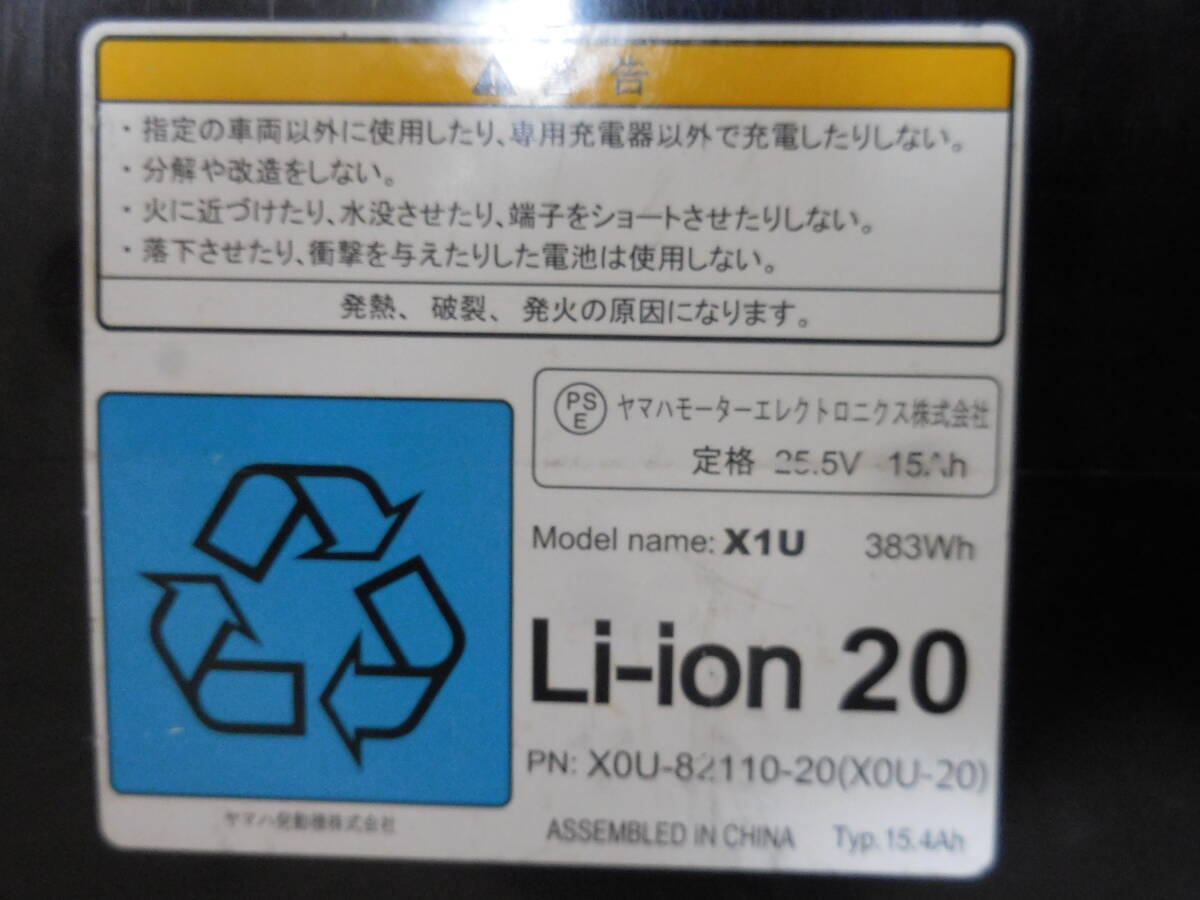 警告
・指定の車両以外に使用したり、専用充電器以外で充電したりしない。
・分解や改造をしない。
・火に近づけたり、水没させたり、端子をショートさせたりしない。
・落下させたり、衝撃を与えたりした電池は使用しない。
発熱、破裂、発火の原因になります。
PS
E
ヤマハモーターエレクトロニクス株式会社
定格 25.5V 15Ah
Model name: X1U 383Wh
Li-ion 20
PN: X0U-82110-20(X0U-20)
ヤマハ発動機株式会社
ASSEMBLED IN CHINA Typ.15.4Ah